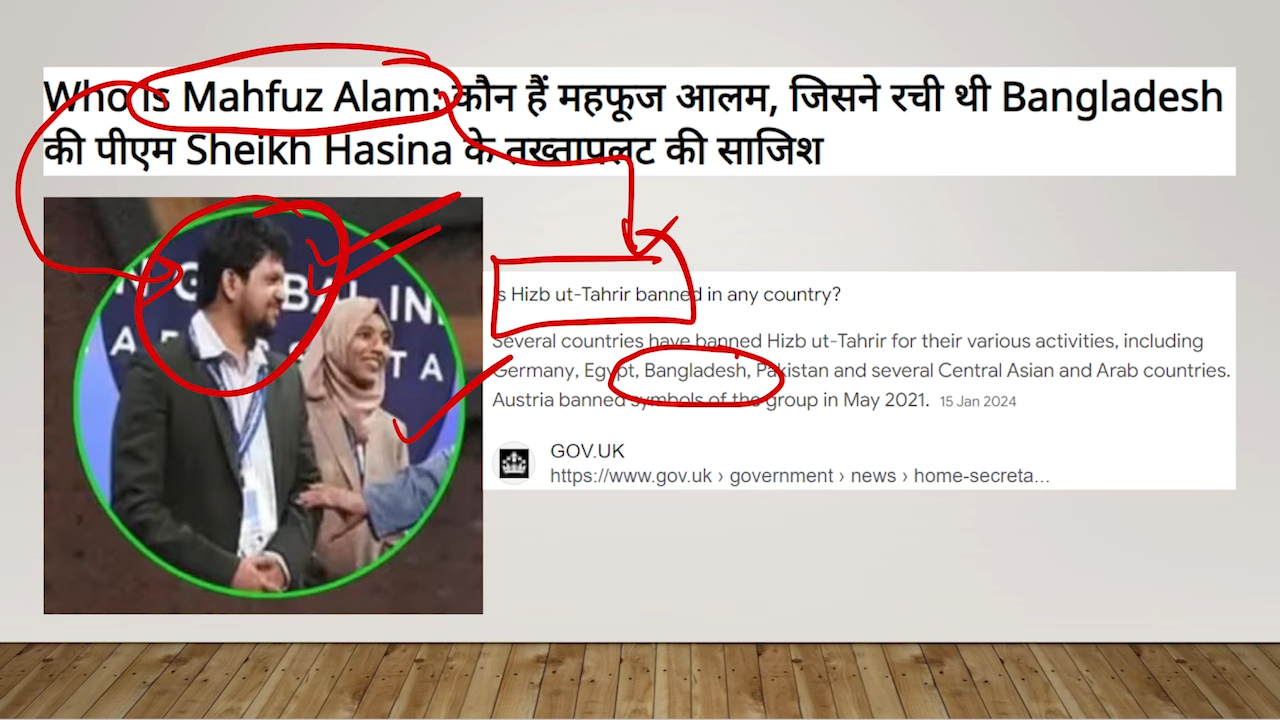 Who is Mahfuz Alam: कौन हैं महफूज आलम, जिसने रची थी Bangladesh
की पीएम Sheikh Hasina के तख्तापलट की साजिश
Is Hizb ut-Tahrir banned in any country?
Several countries have banned Hizb ut-Tahrir for their various activities, including
Germany, Egypt, Bangladesh, Pakistan and several Central Asian and Arab countries.
Austria banned symbols of the group in May 2021. 15 Jan 2024
GOV.UK
https://www.gov.uk › government › news › home-secreta...